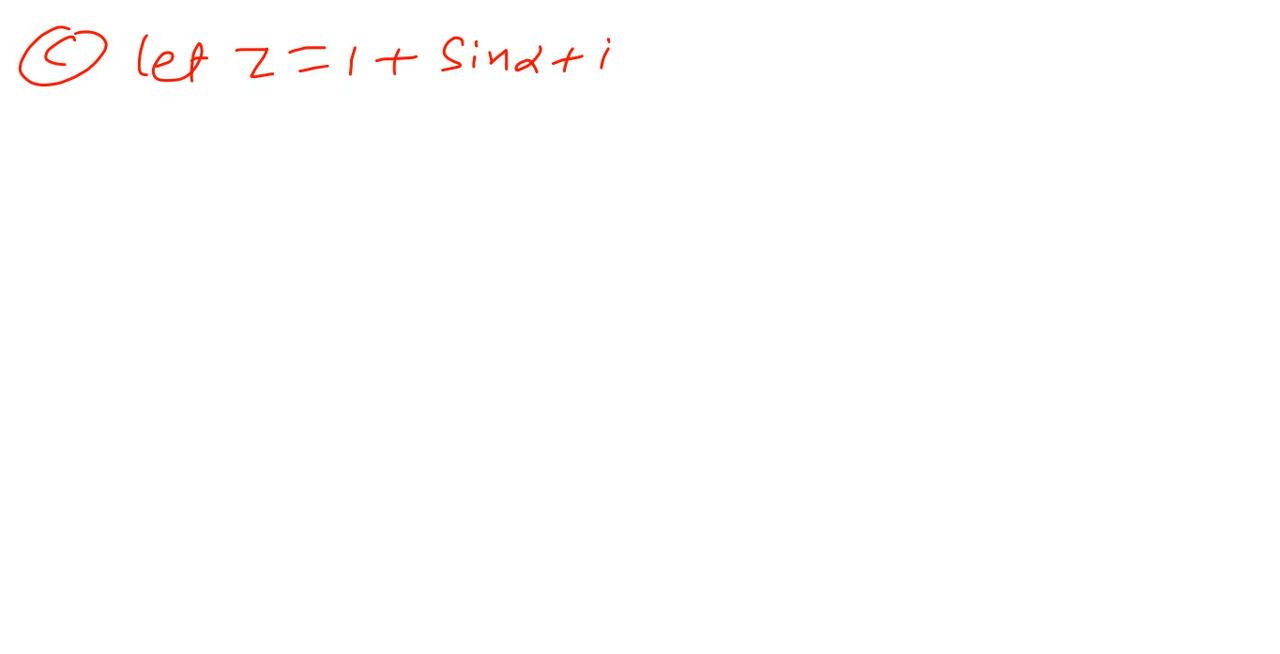 Ⓒ let z = 1 + sinα + i